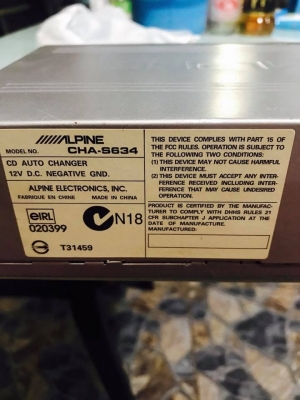 ALPINE
MODEL NO. CHA-S634
CD AUTO CHANGER
12V D.C. NEGATIVE GND.
ALPINE ELECTRONICS, INC.
FABRIQUE EN CHINE MADE IN CHINA
eiRL
020399
N18
T31459
THIS DEVICE COMPLIES WITH PART 15 OF
THE FCC RULES. OPERATION IS SUBJECT TO
THE FOLLOWING TWO CONDITIONS:
(1) THIS DEVICE MAY NOT CAUSE HARMFUL
INTERFERENCE.
(2) THIS DEVICE MUST ACCEPT ANY INTER-
FERENCE RECEIVED INCLUDING INTER-
FERENCE THAT MAY CAUSE UNDESIRED
OPERATION.
PRODUCT IS CERTIFIED BY THE MANUFAC-
TURER TO COMPLY WITH DHHS RULES 21
CFR SUBCHAPTER J APPLICATION AT THE
DATE OF MANUFACTURE.
MANUFACTURED: